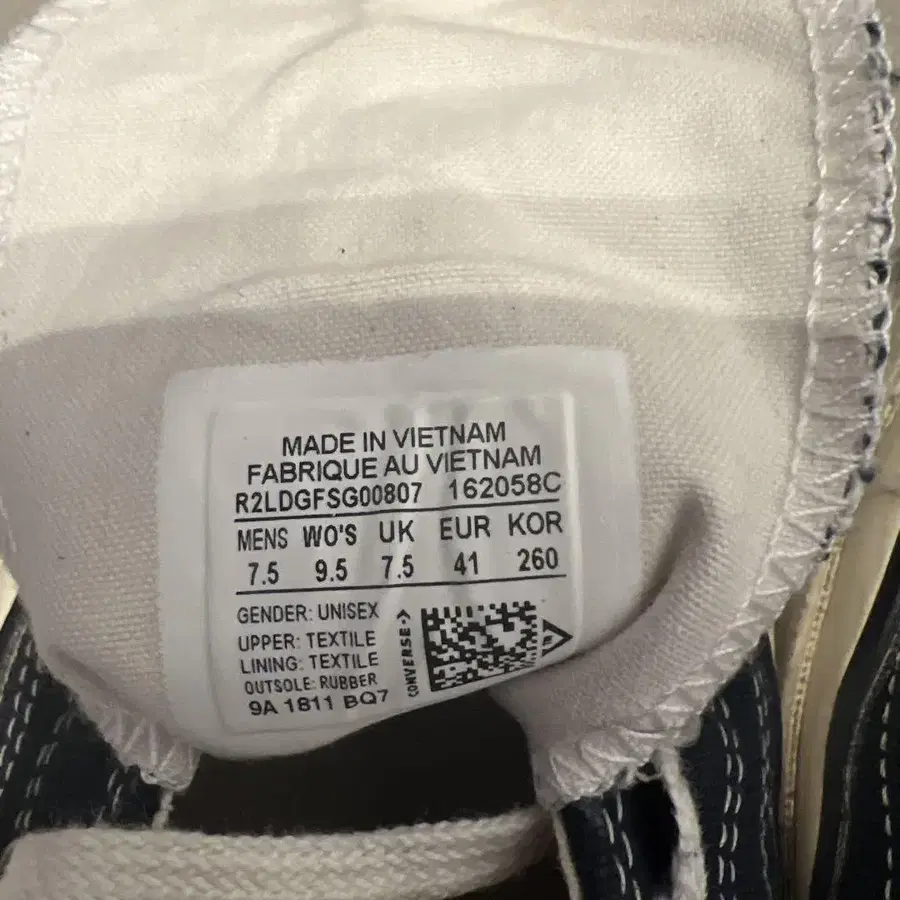 MADE IN VIETNAM
FABRIQUE AU VIETNAM
R2LDGFSG00807 162058C
MENS WO'S UK EUR KOR
7.5 9.5 7.5 41 260
GENDER: UNISEX
UPPER: TEXTILE
LINING: TEXTILE
OUTSOLE: RUBBER
9A 1811 BQ7
CONVERSE